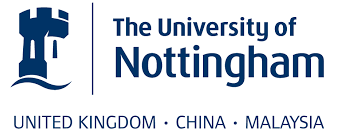 The University of
Nottingham
UNITED KINGDOM · CHINA · MALAYSIA